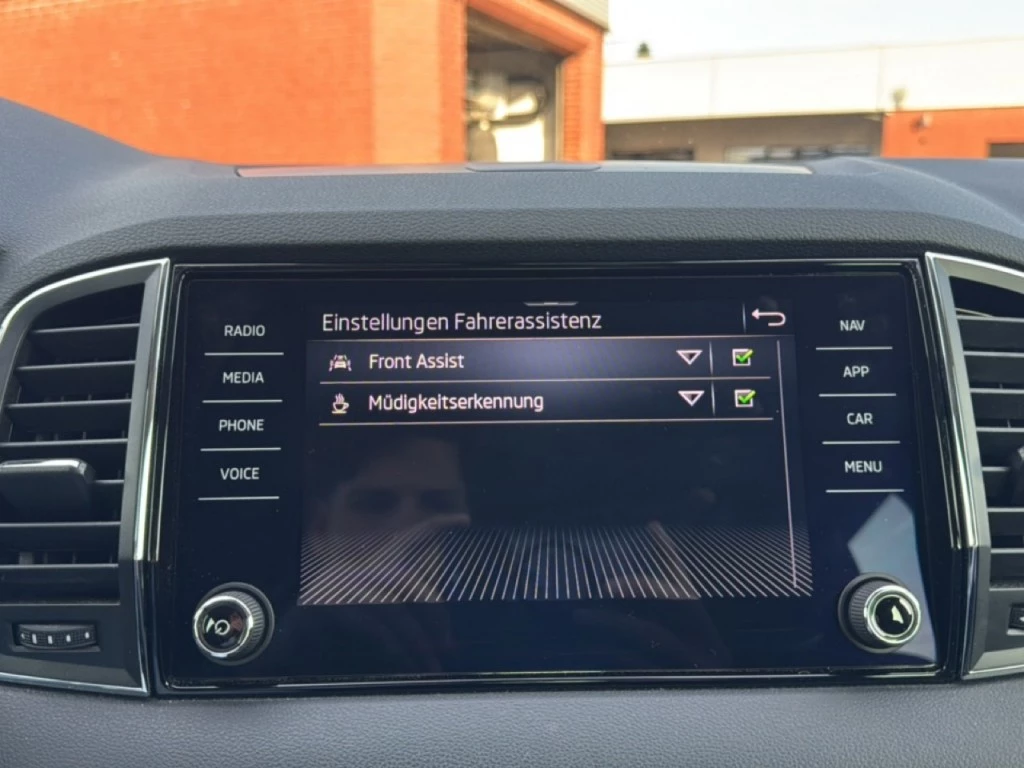 Einstellungen Fahrerassistenz
Front Assist
Müdigkeitserkennung
RADIO
MEDIA
PHONE
VOICE
NAV
APP
CAR
MENU